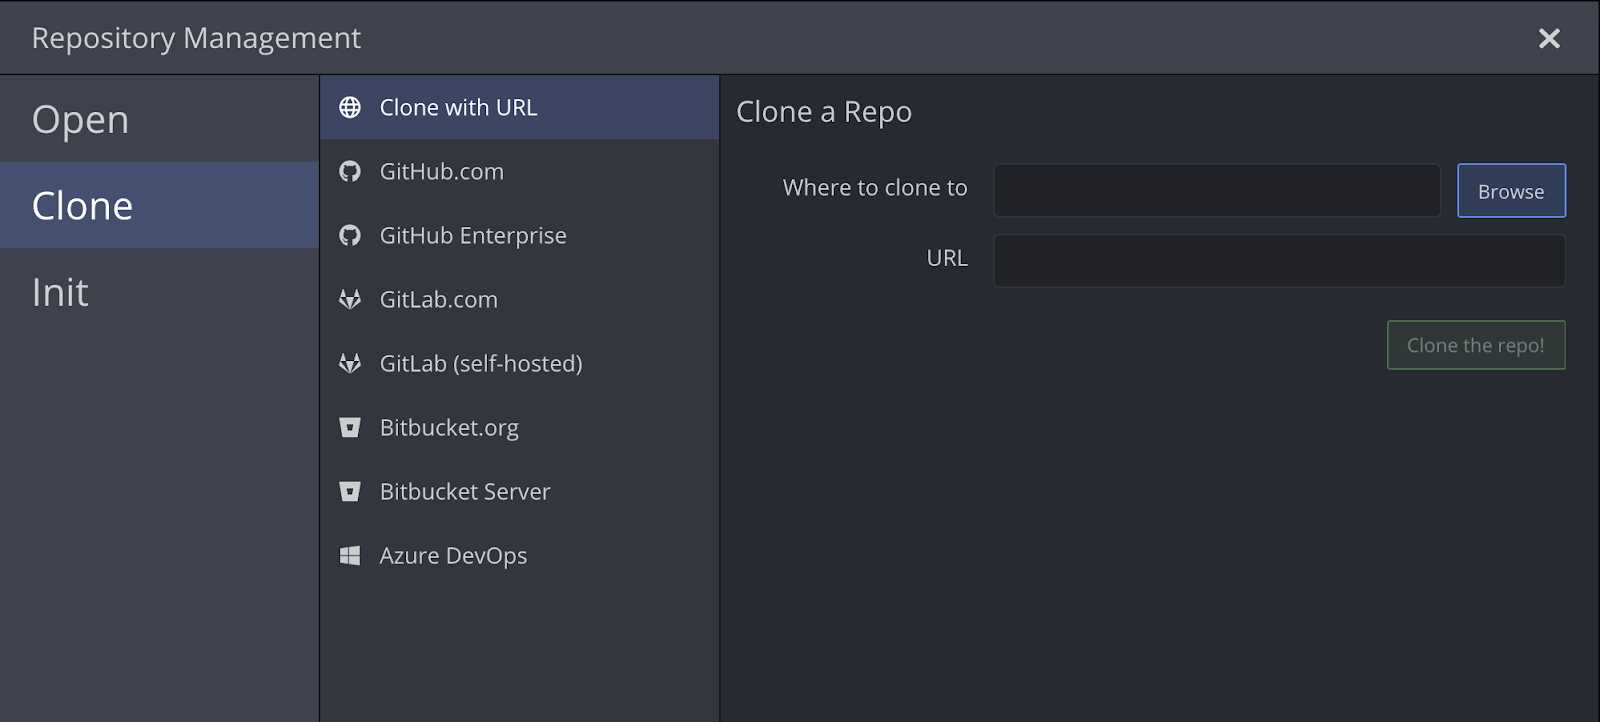 Repository Management
Open
Clone
Init
Clone with URL
GitHub.com
GitHub Enterprise
GitLab.com
GitLab (self-hosted)
Bitbucket.org
Bitbucket Server
Azure DevOps
Clone a Repo
Where to clone to
Browse
URL
Clone the repo!